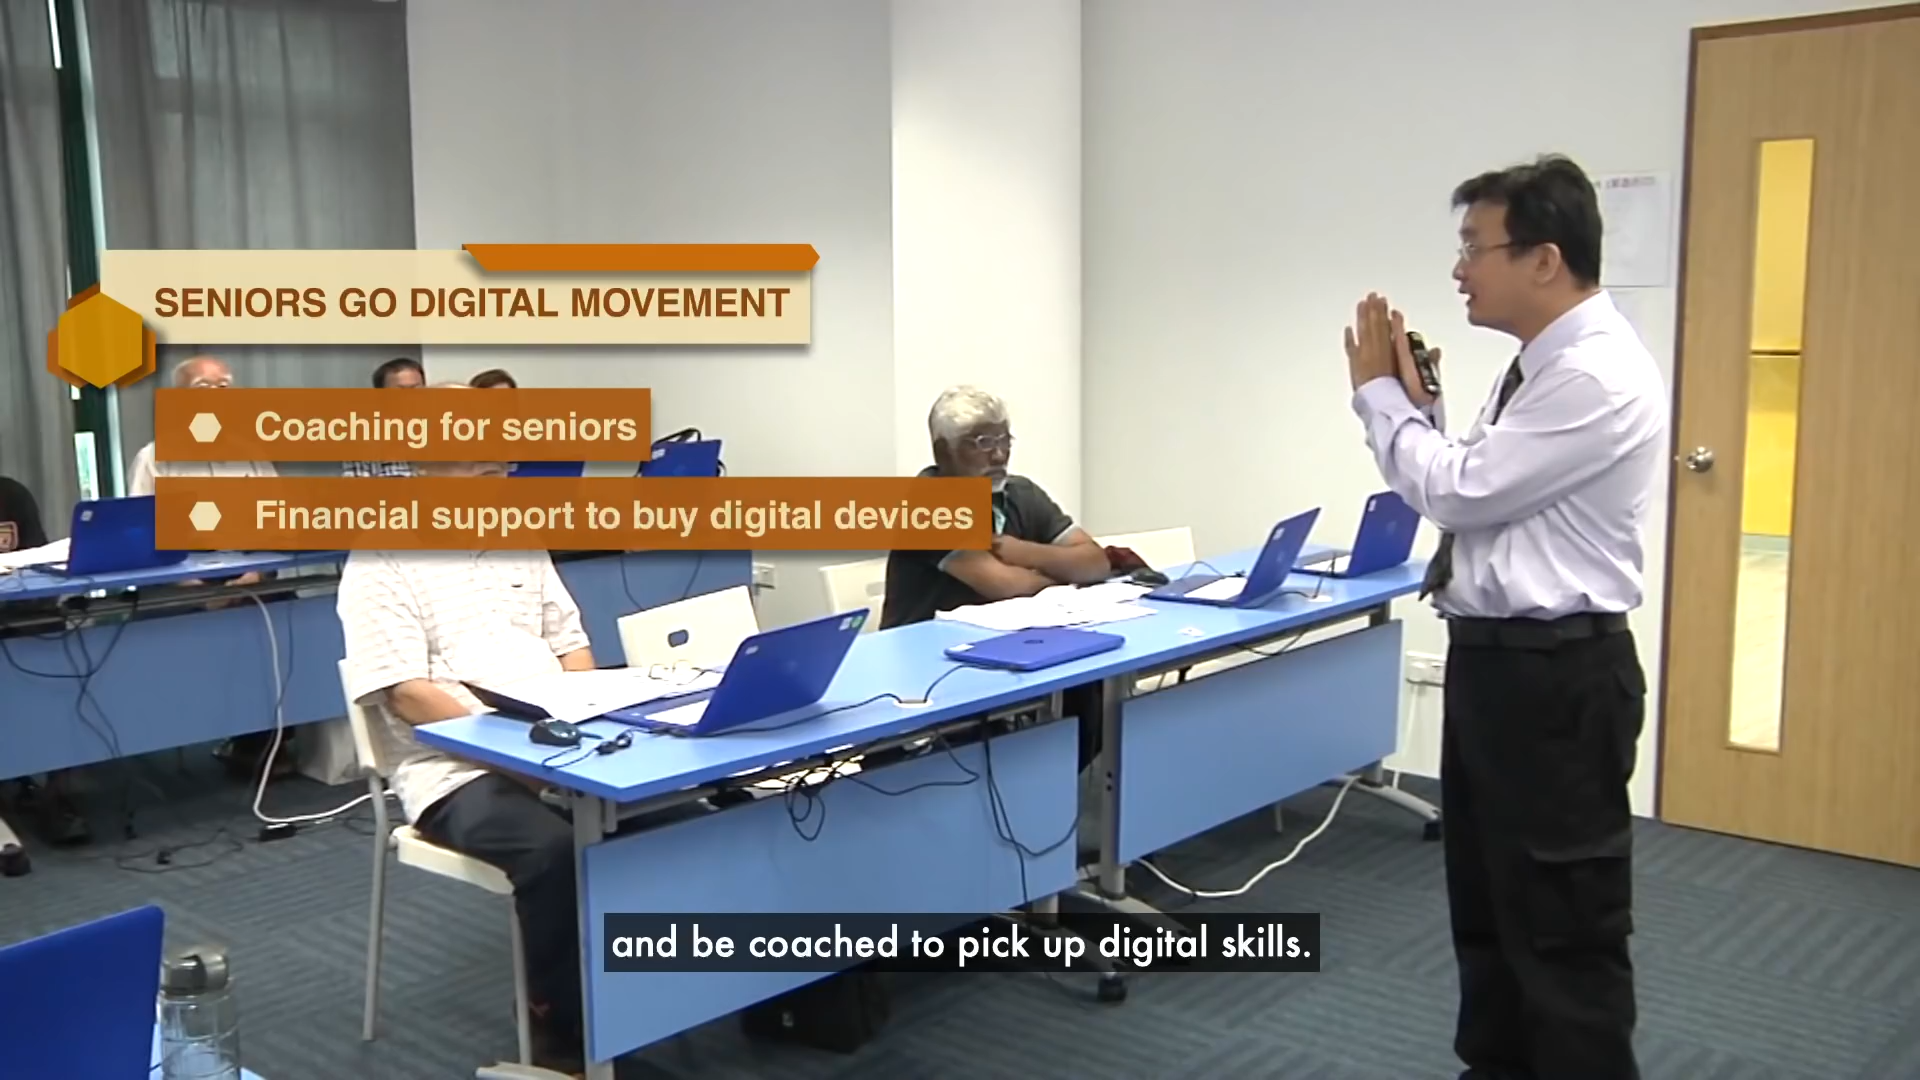 SENIORS GO DIGITAL MOVEMENT
Coaching for seniors
Financial support to buy digital devices
and be coached to pick up digital skills.